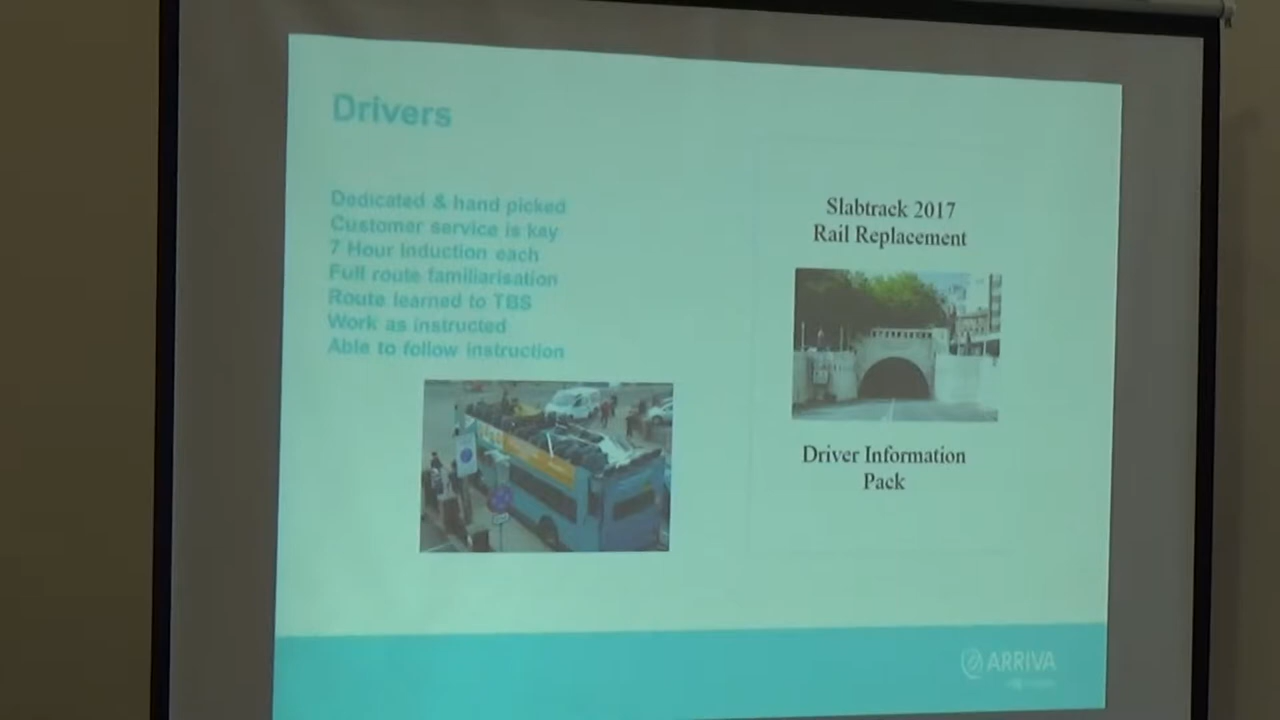 Drivers
Dedicated & hand picked
Customer service is key
7 Hour induction each
Full route familiarisation
Route learned to TBS
Work as instructed
Able to follow instruction
Slabtrack 2017
Rail Replacement
Driver Information
Pack
ARRIVA